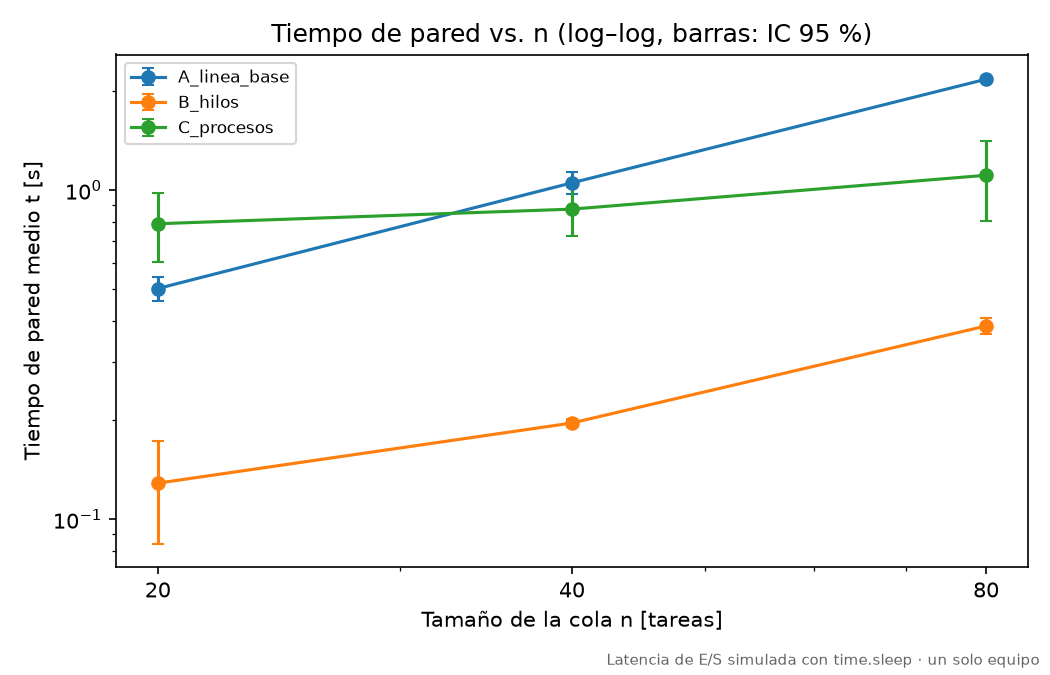 Tiempo de pared vs. n (log–log, barras: IC 95 %)
A_linea_base
B_hilos
C_procesos
Tiempo de pared medio t [s]
10⁰
10⁻¹
20
40
80
Tamaño de la cola n [tareas]
Latencia de E/S simulada con time.sleep · un solo equipo